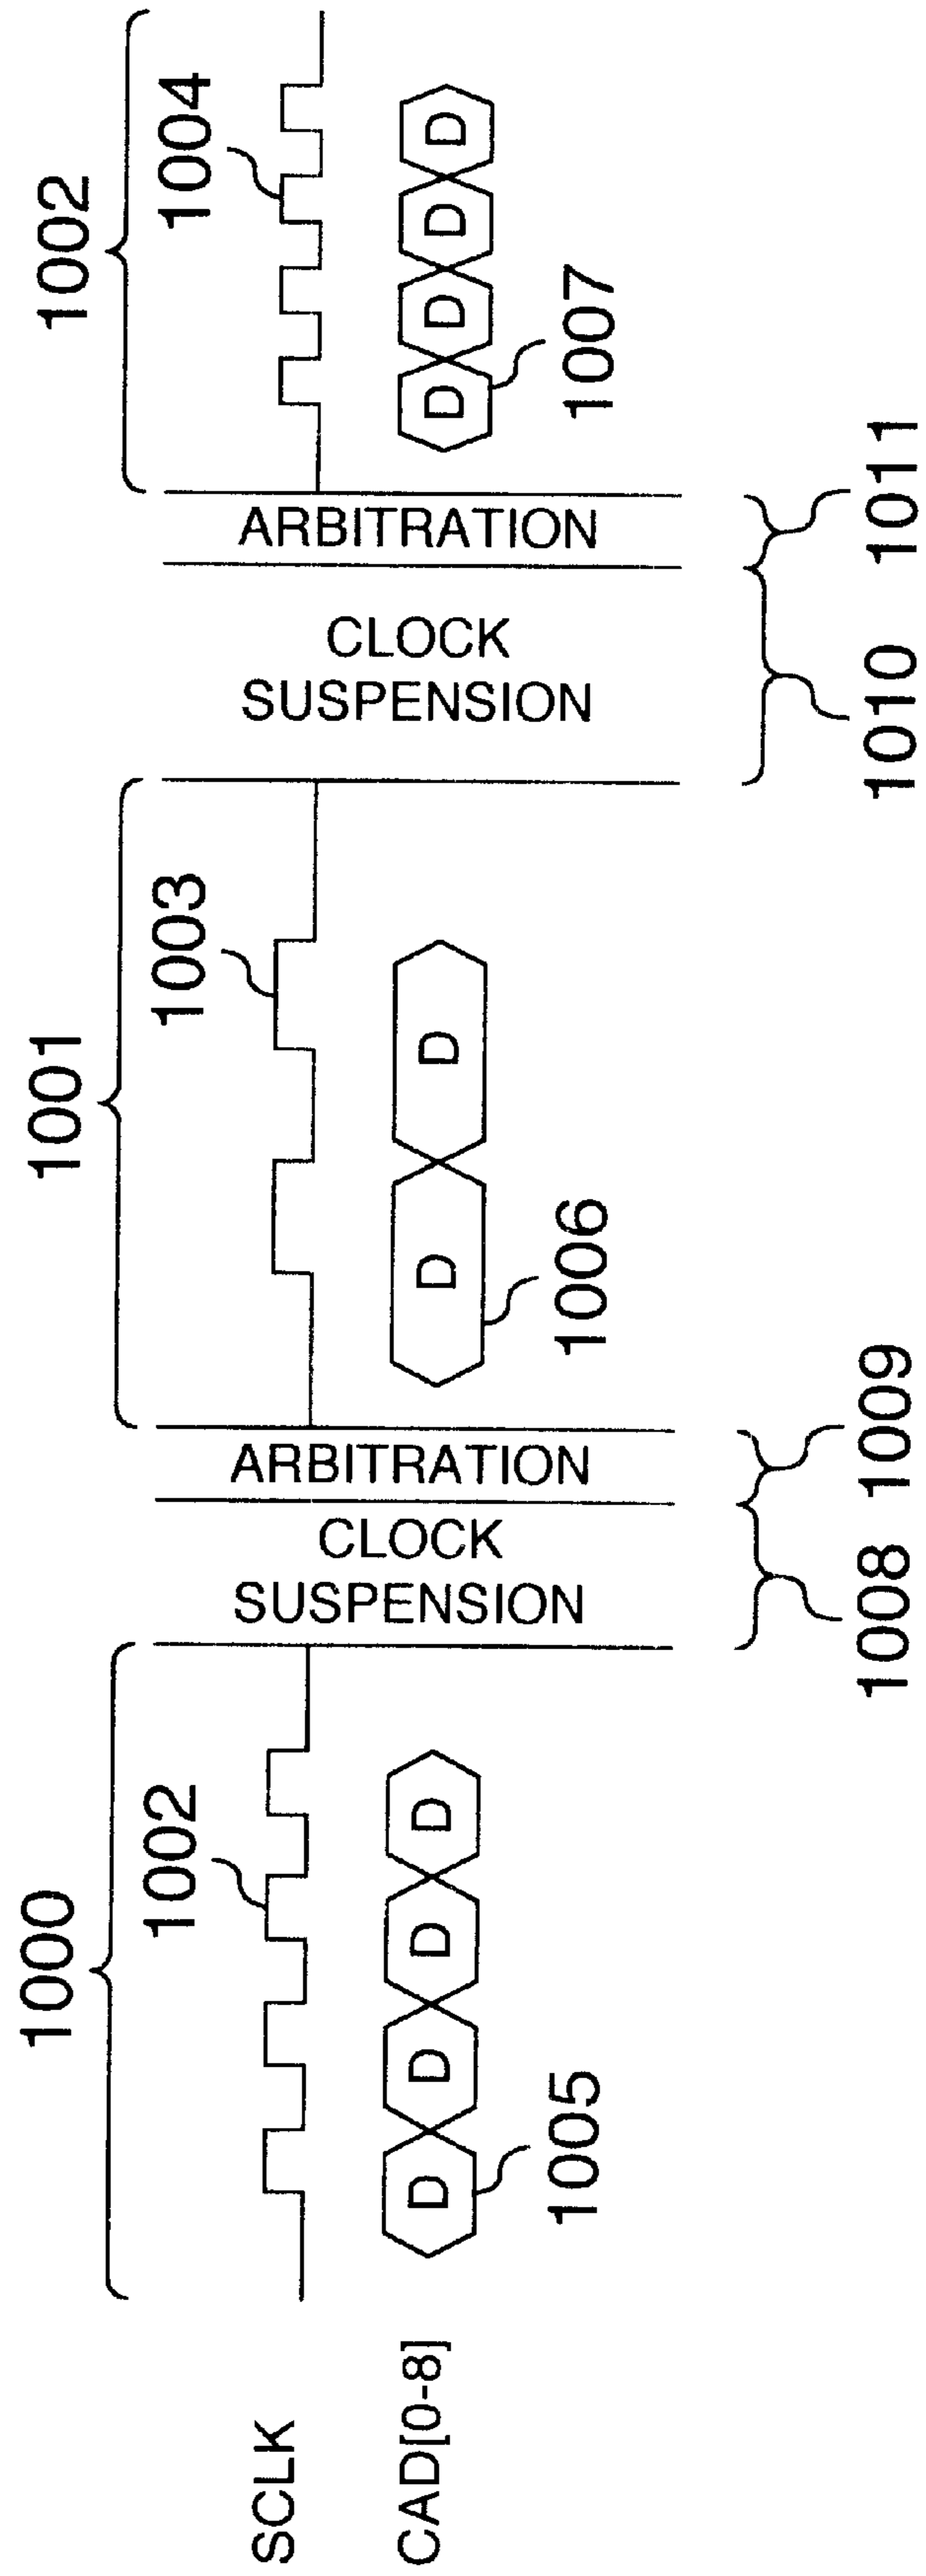 1000
1001
1002
1002
1003
1004
SCLK
CLOCK
SUSPENSION
ARBITRATION
CLOCK
SUSPENSION
ARBITRATION
CAD[0-8]
D D D D
D D
D D D D
1005
1006
1007
1008
1009
1010
1011